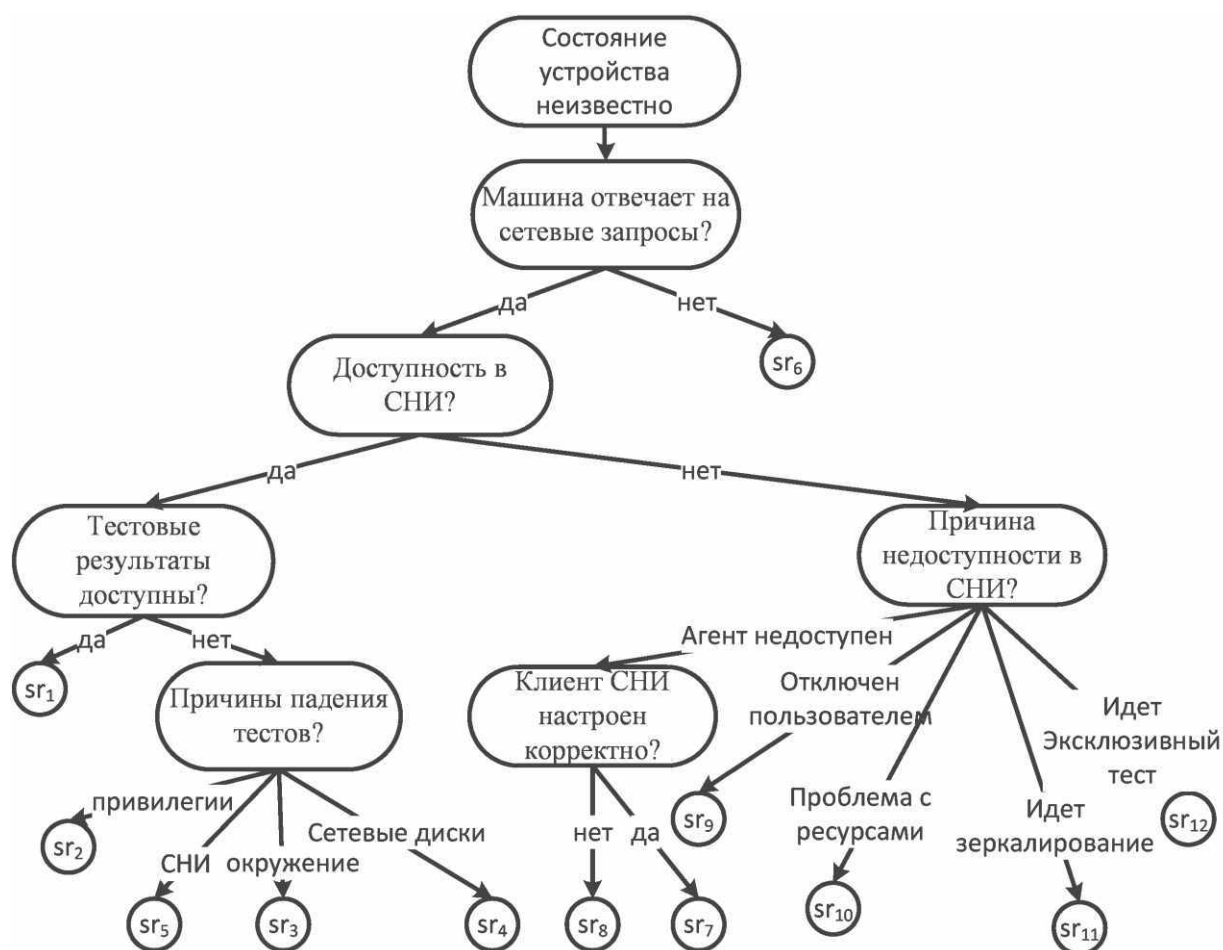 Состояние
устройства
неизвестно
Машина отвечает на
сетевые запросы?
да
нет
Доступность в
СНИ?
sr6
да
нет
Тестовые
результаты
доступны?
Причина
недоступности в
СНИ?
да
нет
Агент недоступен
sr1
Причины падения
тестов?
Клиент СНИ
настроен
корректно?
Отключен
пользователем
Идет
Эксклюзивный
тест
привилегии
sr2
Сетевые диски
СНИ
окружение
нет
да
sr9
Проблема с
ресурсами
Идет
зеркалирование
sr12
sr5
sr3
sr4
sr8
sr7
sr10
sr11